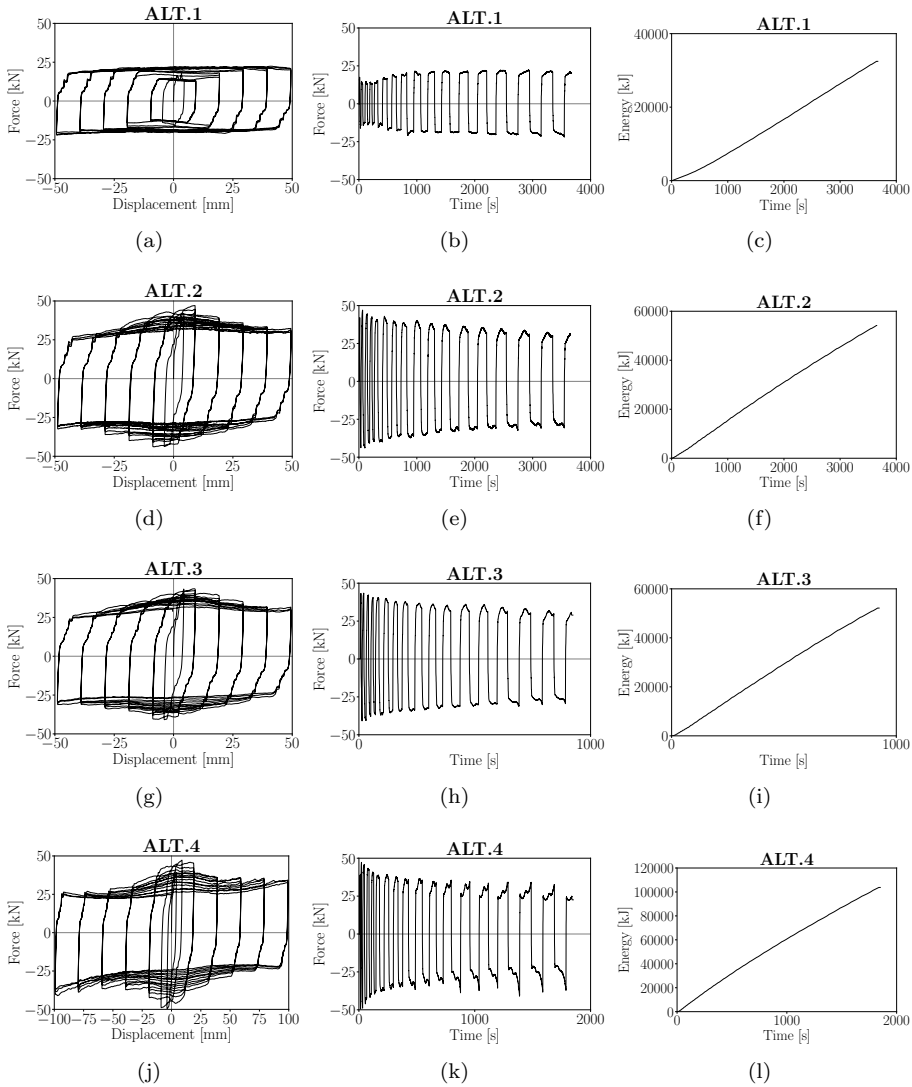 ALT.1
ALT.1
ALT.1
50
25
0
−25
−50
Force [kN]
−50 −25 0 25 50
Displacement [mm]
50
25
0
−25
−50
Force [kN]
0 1000 2000 3000 4000
Time [s]
40000
20000
0
Energy [kJ]
0 1000 2000 3000 4000
Time [s]
(a)
(b)
(c)
ALT.2
ALT.2
ALT.2
50
25
0
−25
−50
Force [kN]
−50 −25 0 25 50
Displacement [mm]
50
25
0
−25
−50
Force [kN]
0 1000 2000 3000 4000
Time [s]
60000
40000
20000
0
Energy [kJ]
0 1000 2000 3000 4000
Time [s]
(d)
(e)
(f)
ALT.3
ALT.3
ALT.3
50
25
0
−25
−50
Force [kN]
−50 −25 0 25 50
Displacement [mm]
50
25
0
−25
−50
Force [kN]
0 1000
Time [s]
60000
40000
20000
0
Energy [kJ]
0 1000
Time [s]
(g)
(h)
(i)
ALT.4
ALT.4
ALT.4
50
25
0
−25
−50
Force [kN]
−100 −75 −50 −25 0 25 50 75 100
Displacement [mm]
50
25
0
−25
−50
Force [kN]
0 1000 2000
Time [s]
120000
100000
80000
60000
40000
20000
0
Energy [kJ]
0 1000 2000
Time [s]
(j)
(k)
(l)